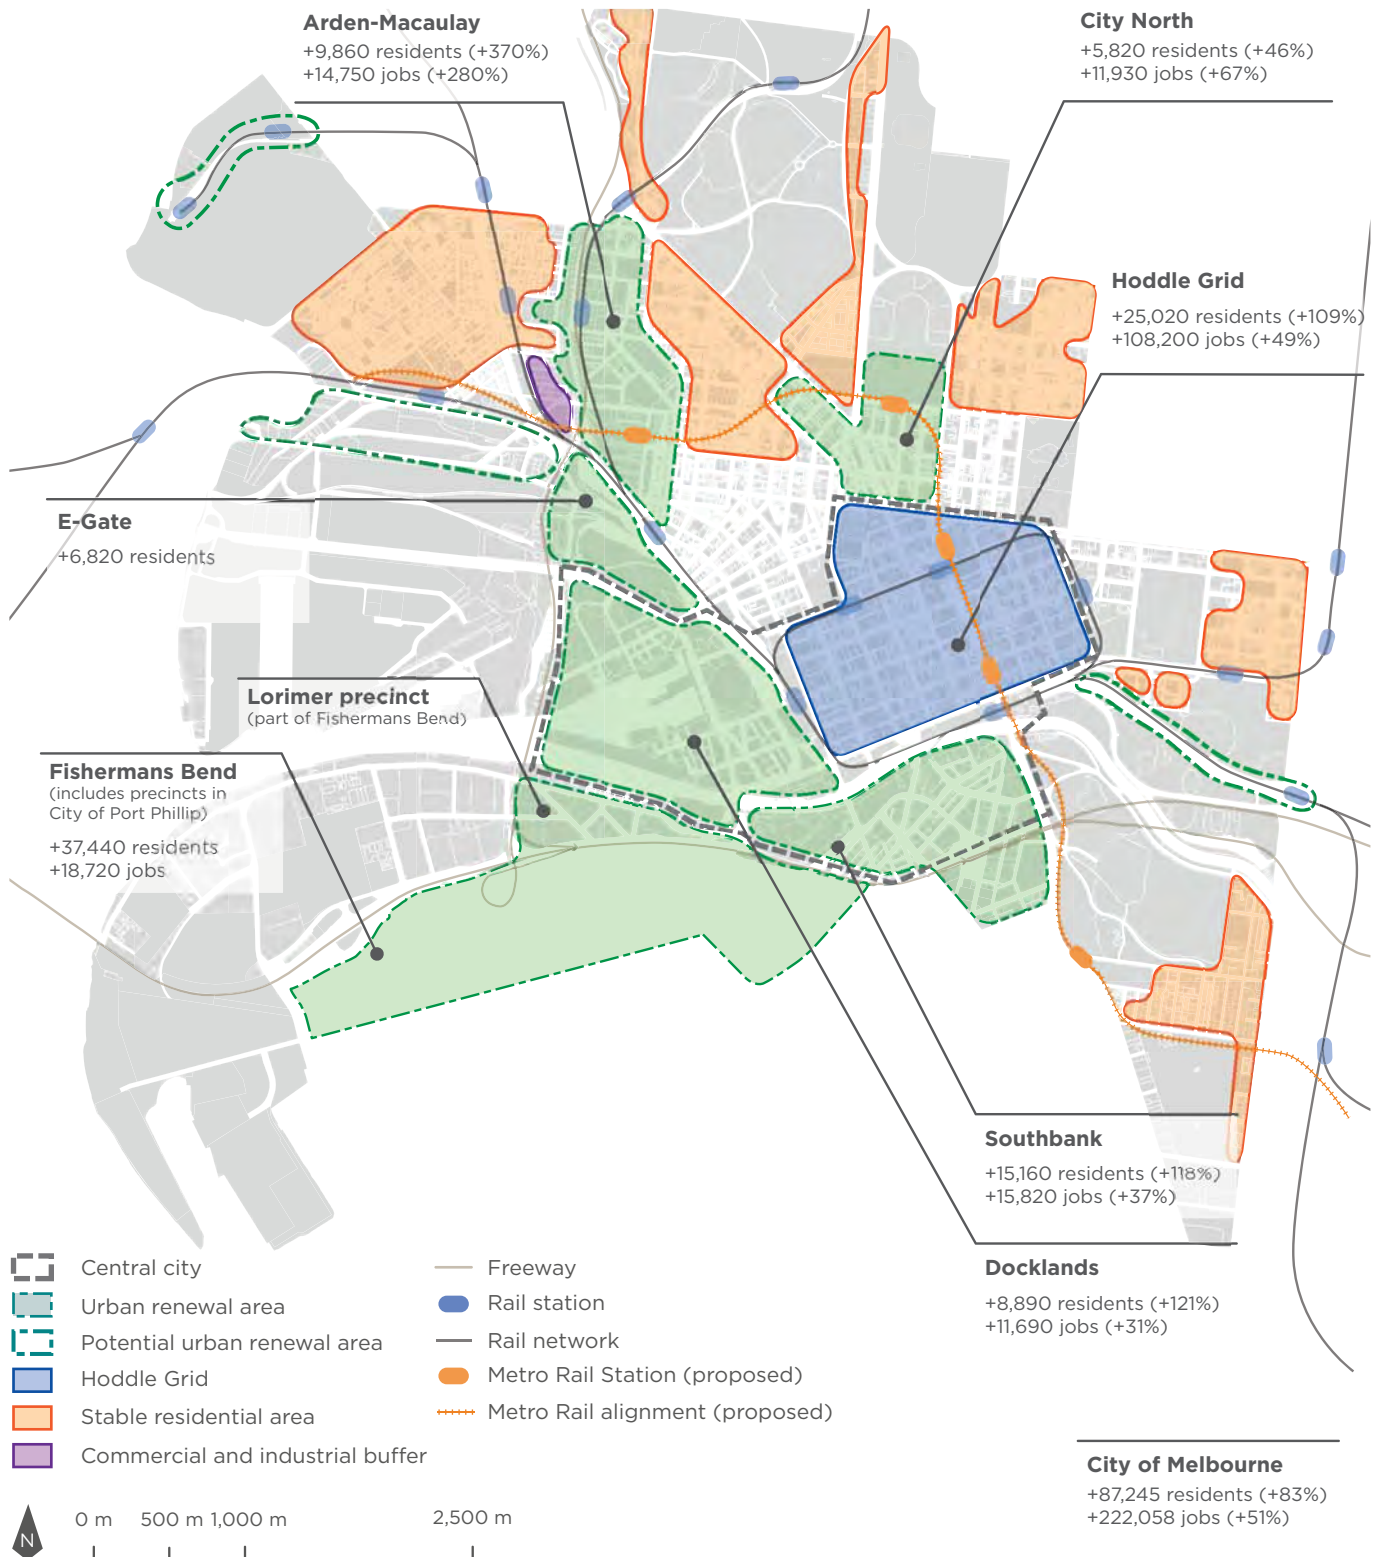 Arden-Macaulay
+9,860 residents (+370%)
+14,750 jobs (+280%)
City North
+5,820 residents (+46%)
+11,930 jobs (+67%)
Hoddle Grid
+25,020 residents (+109%)
+108,200 jobs (+49%)
E-Gate
+6,820 residents
Lorimer precinct
(part of Fishermans Bend)
Fishermans Bend
(includes precincts in
City of Port Phillip)
+37,440 residents
+18,720 jobs
Southbank
+15,160 residents (+118%)
+15,820 jobs (+37%)
Docklands
+8,890 residents (+121%)
+11,690 jobs (+31%)
Central city
Urban renewal area
Potential urban renewal area
Hoddle Grid
Stable residential area
Commercial and industrial buffer
Freeway
Rail station
Rail network
Metro Rail Station (proposed)
Metro Rail alignment (proposed)
City of Melbourne
+87,245 residents (+83%)
+222,058 jobs (+51%)
N
0 m 500 m 1,000 m 2,500 m